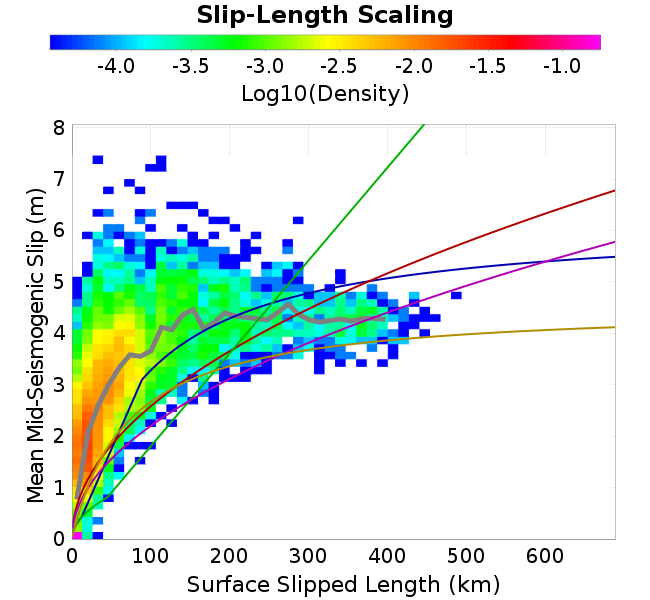 Slip-Length Scaling
-4.0 -3.5 -3.0 -2.5 -2.0 -1.5 -1.0
Log10(Density)
8
7
6
5
4
3
2
1
0
Mean Mid-Seismogenic Slip (m)
0 100 200 300 400 500 600
Surface Slipped Length (km)